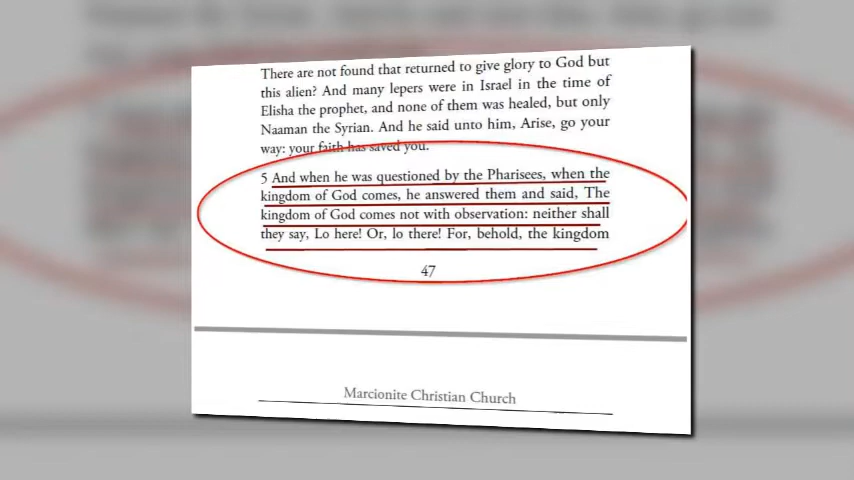 There are not found that returned to give glory to God but
this alien? And many lepers were in Israel in the time of
Elisha the prophet, and none of them was healed, but only
Naaman the Syrian. And he said unto him, Arise, go your
way: your faith has saved you.
5 And when he was questioned by the Pharisees, when the
kingdom of God comes, he answered them and said, The
kingdom of God comes not with observation: neither shall
they say, Lo here! Or, lo there! For, behold, the kingdom
47
Marcionite Christian Church